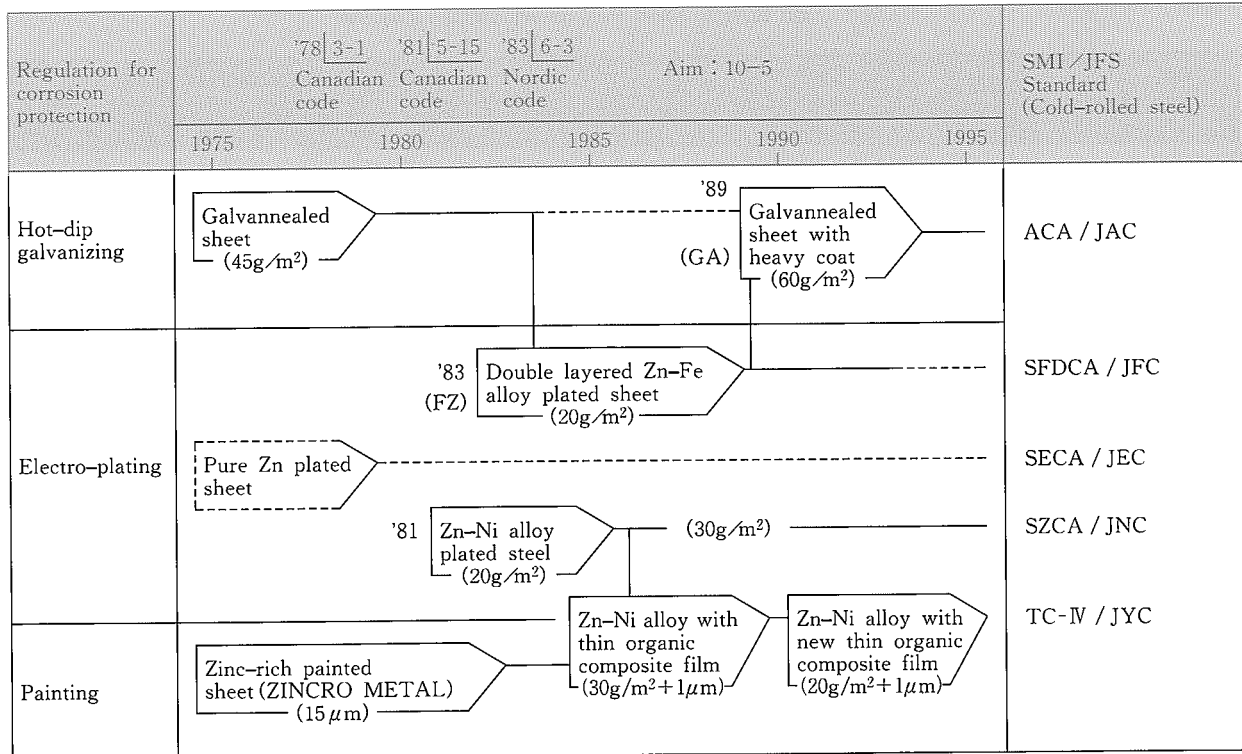 Regulation for
corrosion
protection
'78 3-1
Canadian
code
'81 5-15
Canadian
code
'83 6-3
Nordic
code
Aim : 10-5
SMI/JFS
Standard
(Cold-rolled steel)
1975 1980 1985 1990 1995
Hot-dip
galvanizing
Galvannealed
sheet
(45g/m²)
'89
(GA)
Galvannealed
sheet with
heavy coat
(60g/m²)
ACA / JAC
Electro-plating
'83
(FZ)
Double layered Zn-Fe
alloy plated sheet
(20g/m²)
SFDCA / JFC
Pure Zn plated
sheet
SECA / JEC
'81
Zn-Ni alloy
plated steel
(20g/m²)
(30g/m²)
SZCA / JNC
Painting
Zinc-rich painted
sheet (ZINCRO METAL)
(15μm)
Zn-Ni alloy with
thin organic
composite film
(30g/m²+1μm)
Zn-Ni alloy with
new thin organic
composite film
(20g/m²+1μm)
TC-Ⅳ / JYC